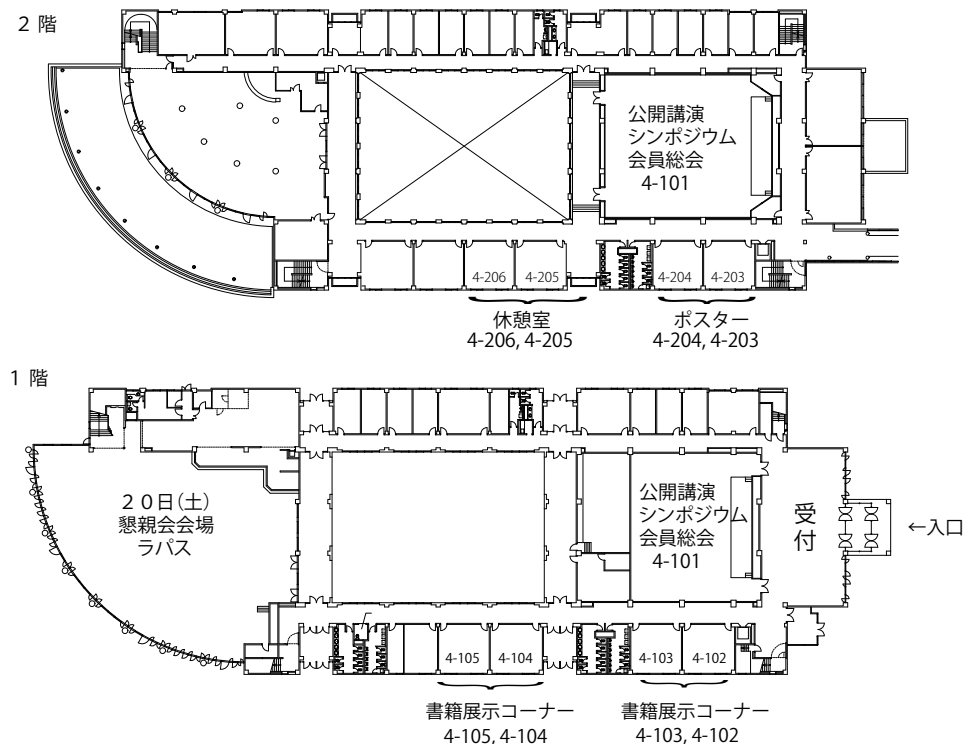 2 階
公開講演
シンポジウム
会員総会
4-101
4-206
4-205
4-204
4-203
休憩室
4-206, 4-205
ポスター
4-204, 4-203
1 階
２０日(土)
懇親会会場
ラパス
公開講演
シンポジウム
会員総会
4-101
受付
←入口
4-105
4-104
4-103
4-102
書籍展示コーナー
4-105, 4-104
書籍展示コーナー
4-103, 4-102